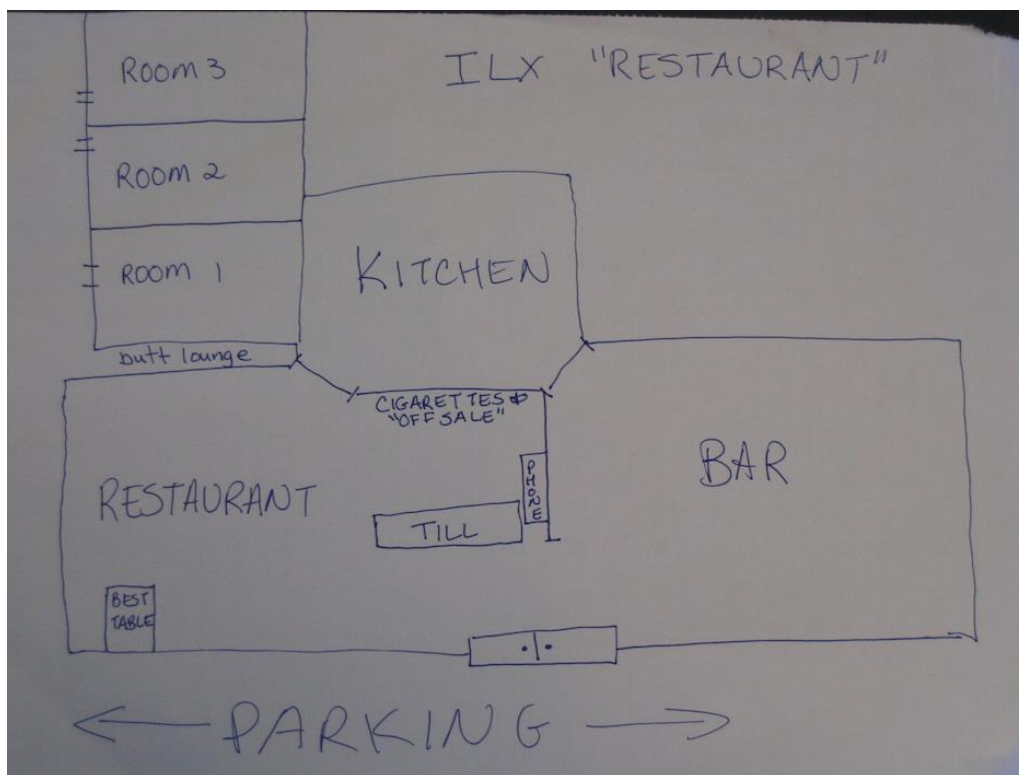 ILX "RESTAURANT"
Room 3
Room 2
Room 1
KITCHEN
butt lounge
CIGARETTES &
"OFF SALE"
RESTAURANT
PHONE
TILL
BAR
BEST
TABLE
PARKING